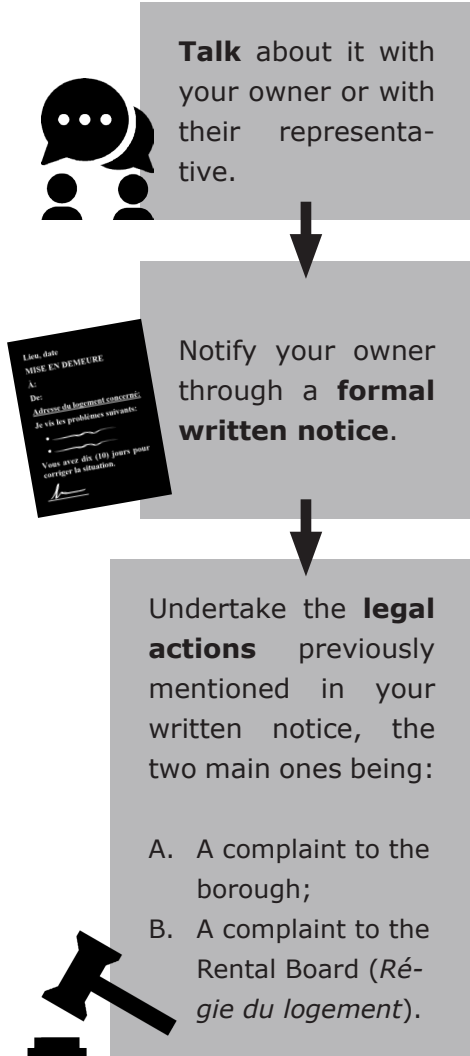 Talk about it with
your owner or with
their representa-
tive.
Lieu, date
MISE EN DEMEURE
À:
De:
Adresse du logement concerné:
Je vis les problèmes suivants:
Vous avez dix (10) jours pour
corriger la situation.
Notify your owner
through a formal
written notice.
Undertake the legal
actions previously
mentioned in your
written notice, the
two main ones being:
A. A complaint to the
borough;
B. A complaint to the
Rental Board (Ré-
gie du logement).